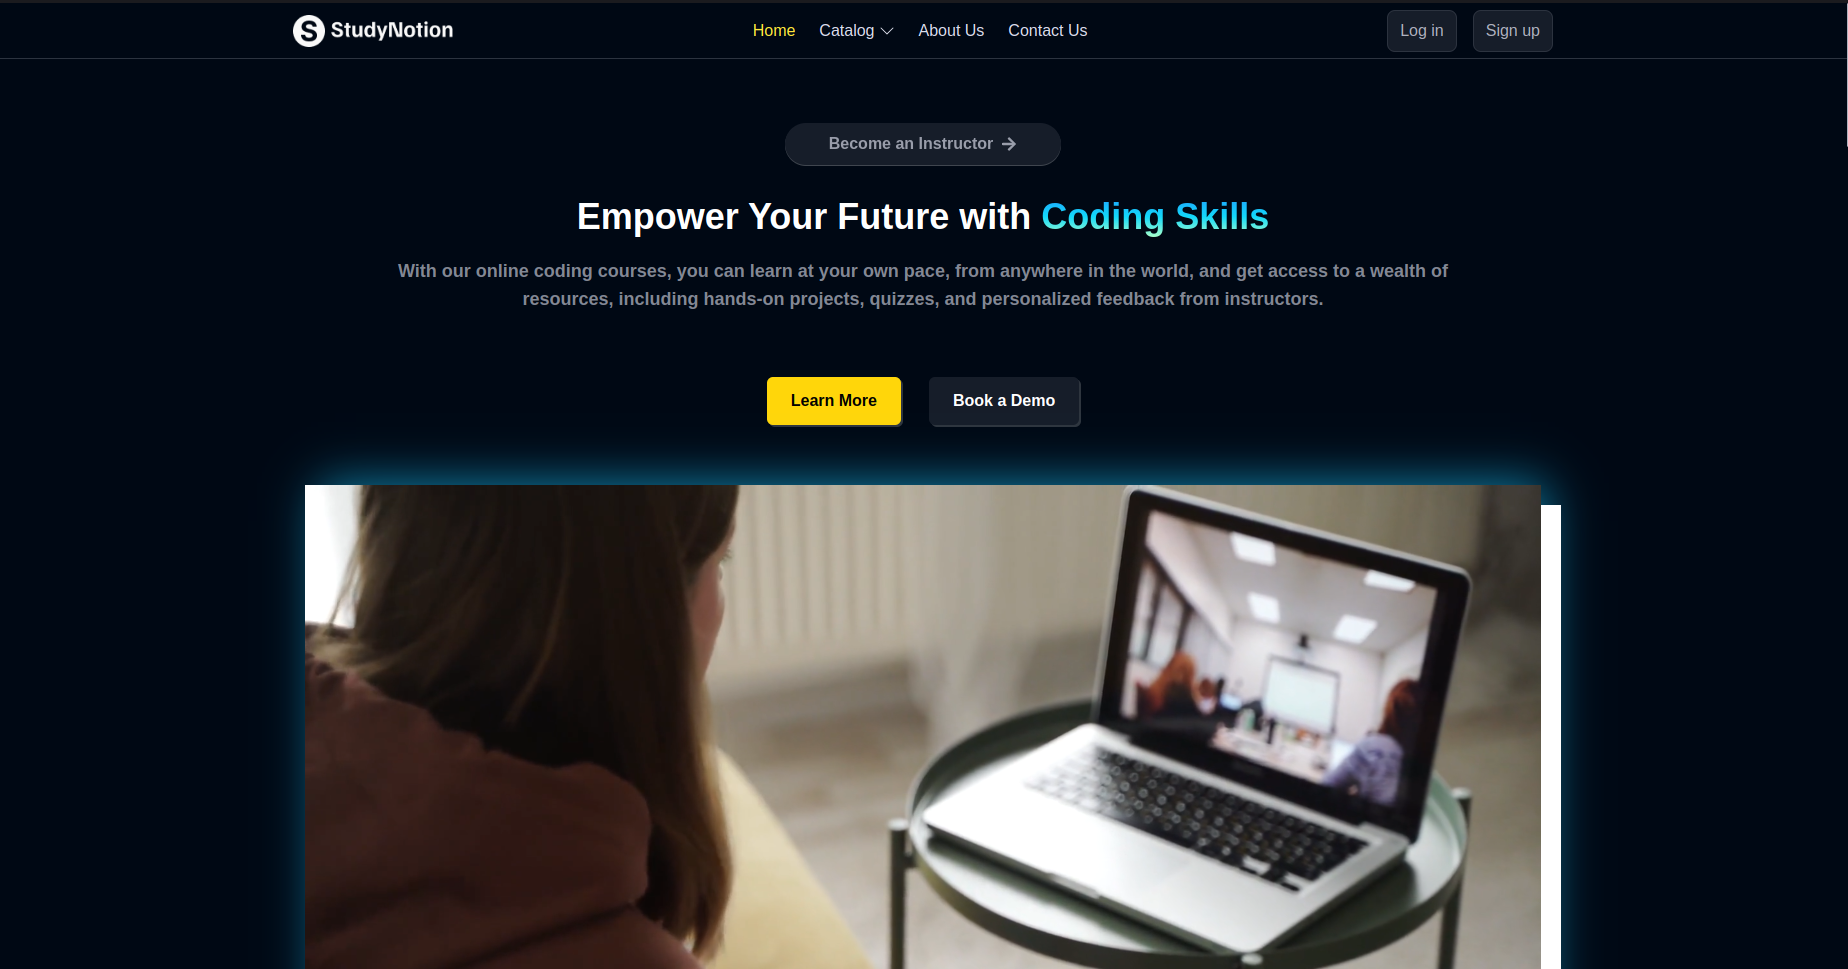 S StudyNotion
Home Catalog About Us Contact Us
Log in Sign up
Become an Instructor →
Empower Your Future with Coding Skills
With our online coding courses, you can learn at your own pace, from anywhere in the world, and get access to a wealth of
resources, including hands-on projects, quizzes, and personalized feedback from instructors.
Learn More Book a Demo